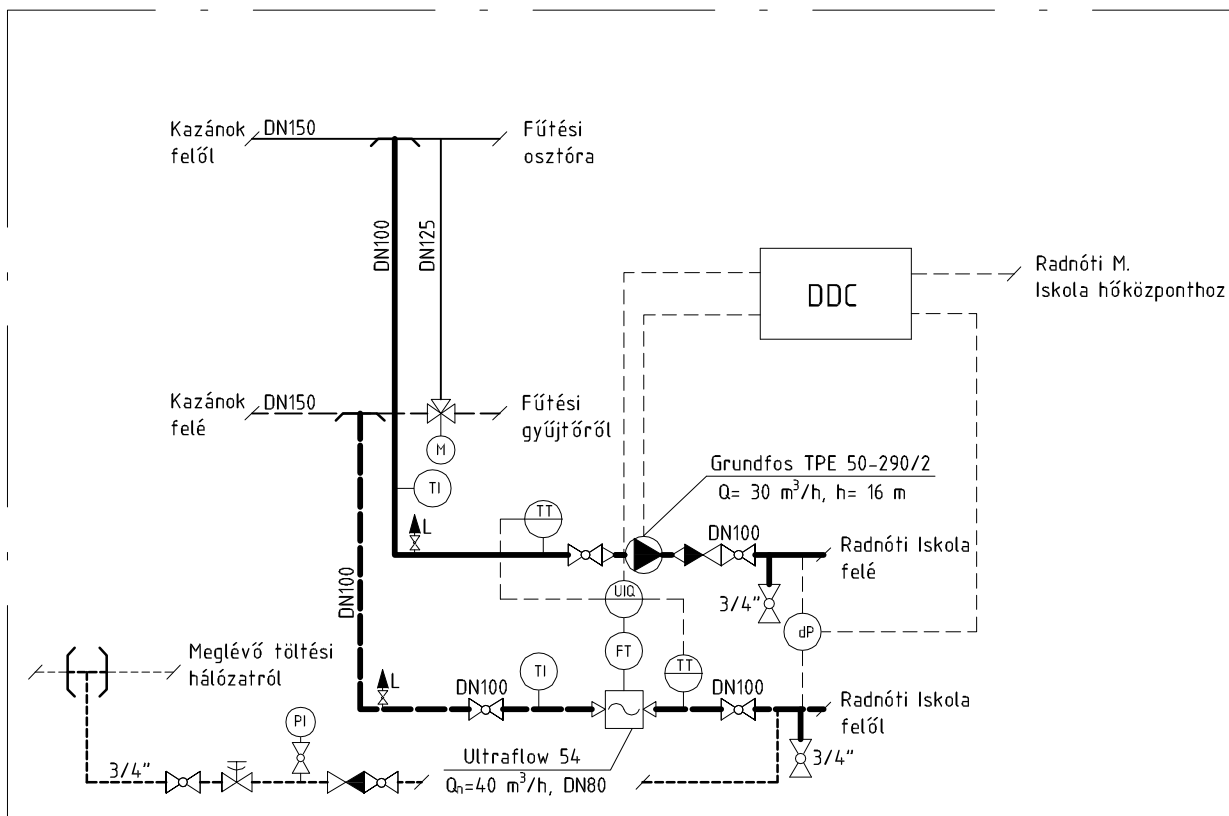 Kazánok
felől
DN150
Fűtési
osztóra
DN100
DN125
DDC
Radnóti M.
Iskola hőközponthoz
Kazánok
felé
DN150
Fűtési
gyűjtőről
M
TI
Grundfos TPE 50-290/2
Q= 30 m³/h, h= 16 m
L
TT
DN100
Radnóti Iskola
felé
3/4"
UIQ
dP
FT
DN100
Meglévő töltési
hálózatról
L
DN100
TI
TT
DN100
Radnóti Iskola
felől
3/4"
PI
3/4"
Ultraflow 54
Qₙ=40 m³/h, DN80